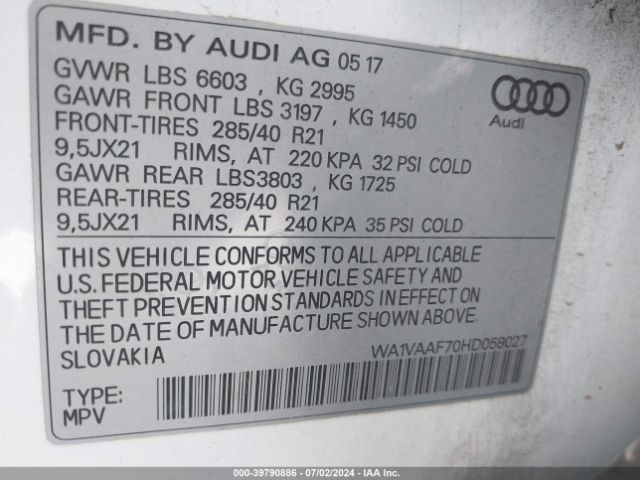 MFD. BY AUDI AG 05 17
GVWR LBS 6603 , KG 2995
GAWR FRONT LBS 3197 , KG 1450
FRONT-TIRES 285/40 R21
9,5JX21 RIMS, AT 220 KPA 32 PSI COLD
GAWR REAR LBS3803 , KG 1725
REAR-TIRES 285/40 R21
9,5JX21 RIMS, AT 240 KPA 35 PSI COLD
Audi
THIS VEHICLE CONFORMS TO ALL APPLICABLE
U.S. FEDERAL MOTOR VEHICLE SAFETY AND
THEFT PREVENTION STANDARDS IN EFFECT ON
THE DATE OF MANUFACTURE SHOWN ABOVE.
SLOVAKIA
WA1VAAF70HD059027
TYPE:
MPV
000-39790886 - 07/02/2024 - IAA Inc.